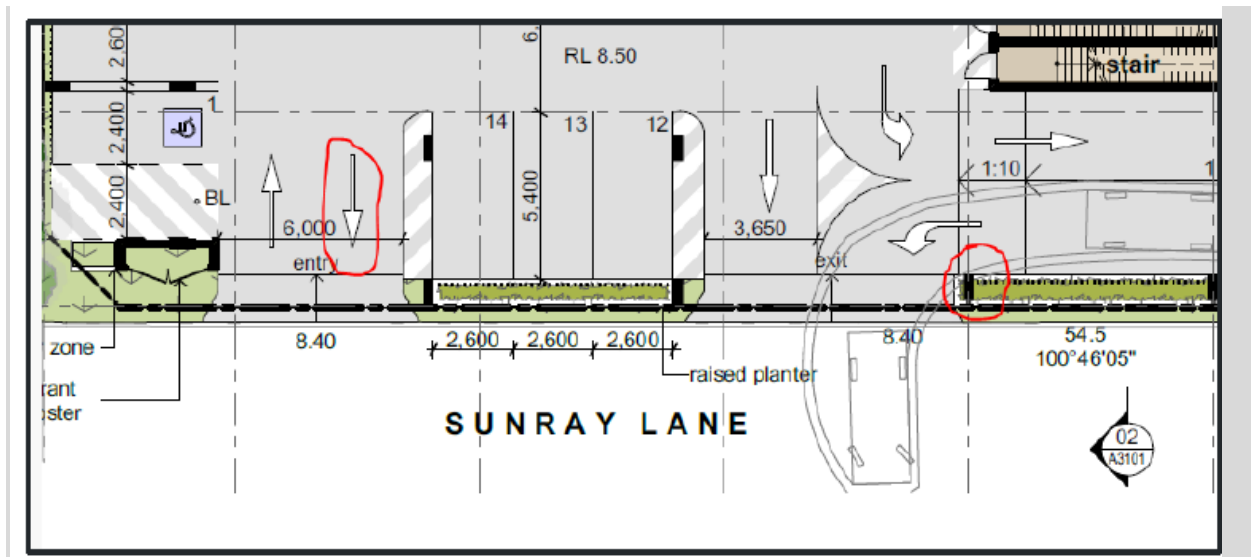 2,60
6,
RL 8.50
stair
2,400
1
14
13
12
5,400
1:10
1
2,400
BL
6,000
3,650
entry
exit
zone
8.40
2,600
2,600
2,600
8.40
54.5
100°46'05"
rant
ster
raised planter
SUNRAY LANE
02
A3101